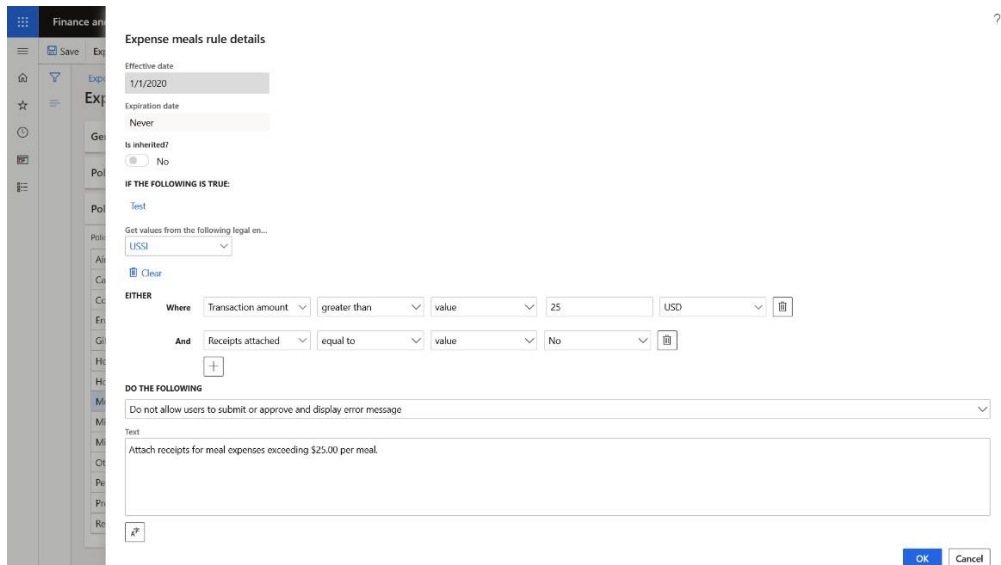 Finance an
?
Expense meals rule details
Save Exp
Effective date
1/1/2020
Expe
Exp
Expiration date
Never
Ge
Is inherited?
No
Pol
IF THE FOLLOWING IS TRUE:
Test
Pol
Get values from the following legal en...
Polic
USSI
Air
Clear
Ca
EITHER
Co
Where Transaction amount greater than value 25 USD
Err
Gi
And Receipts attached equal to value No
Ho
Ho
DO THE FOLLOWING
Me
Do not allow users to submit or approve and display error message
Mi
Text
Mi
Attach receipts for meal expenses exceeding $25.00 per meal.
Ot
Pe
Pr
Re
OK Cancel